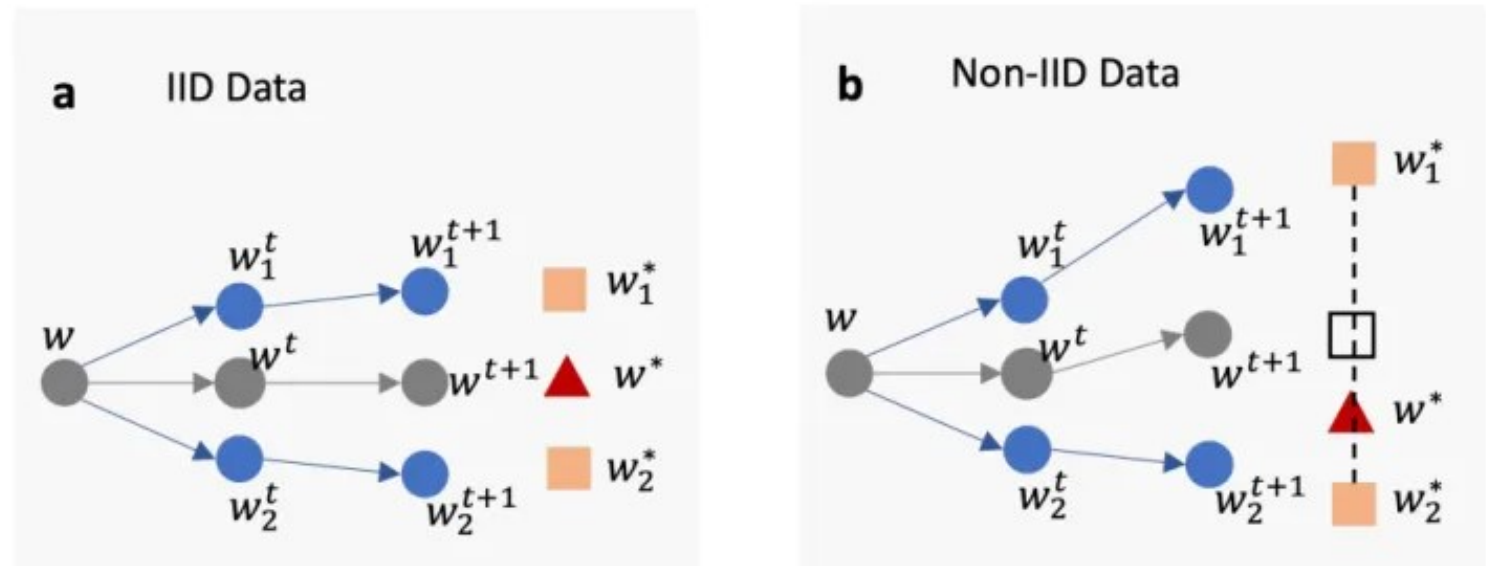 a IID Data
w
w_1^t
w_1^{t+1}
w^t
w^{t+1}
w_2^t
w_2^{t+1}
w_1^*
w^*
w_2^*
b Non-IID Data
w
w_1^t
w_1^{t+1}
w^t
w^{t+1}
w_2^t
w_2^{t+1}
w_1^*
w^*
w_2^*